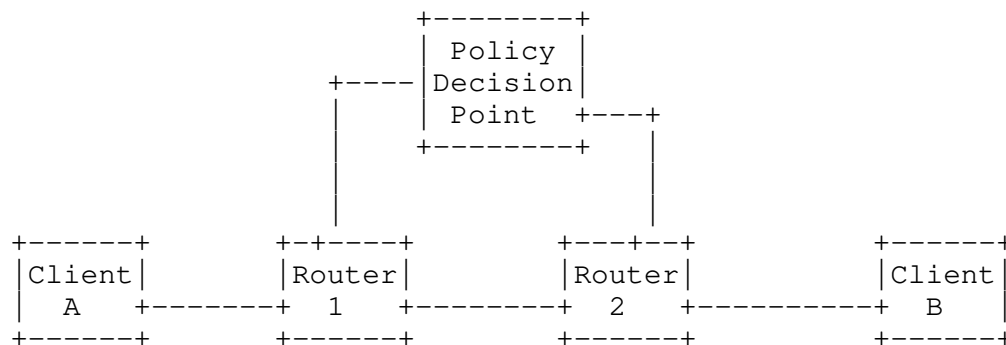 Policy
Decision
Point
Client Router Router Client
A 1 2 B